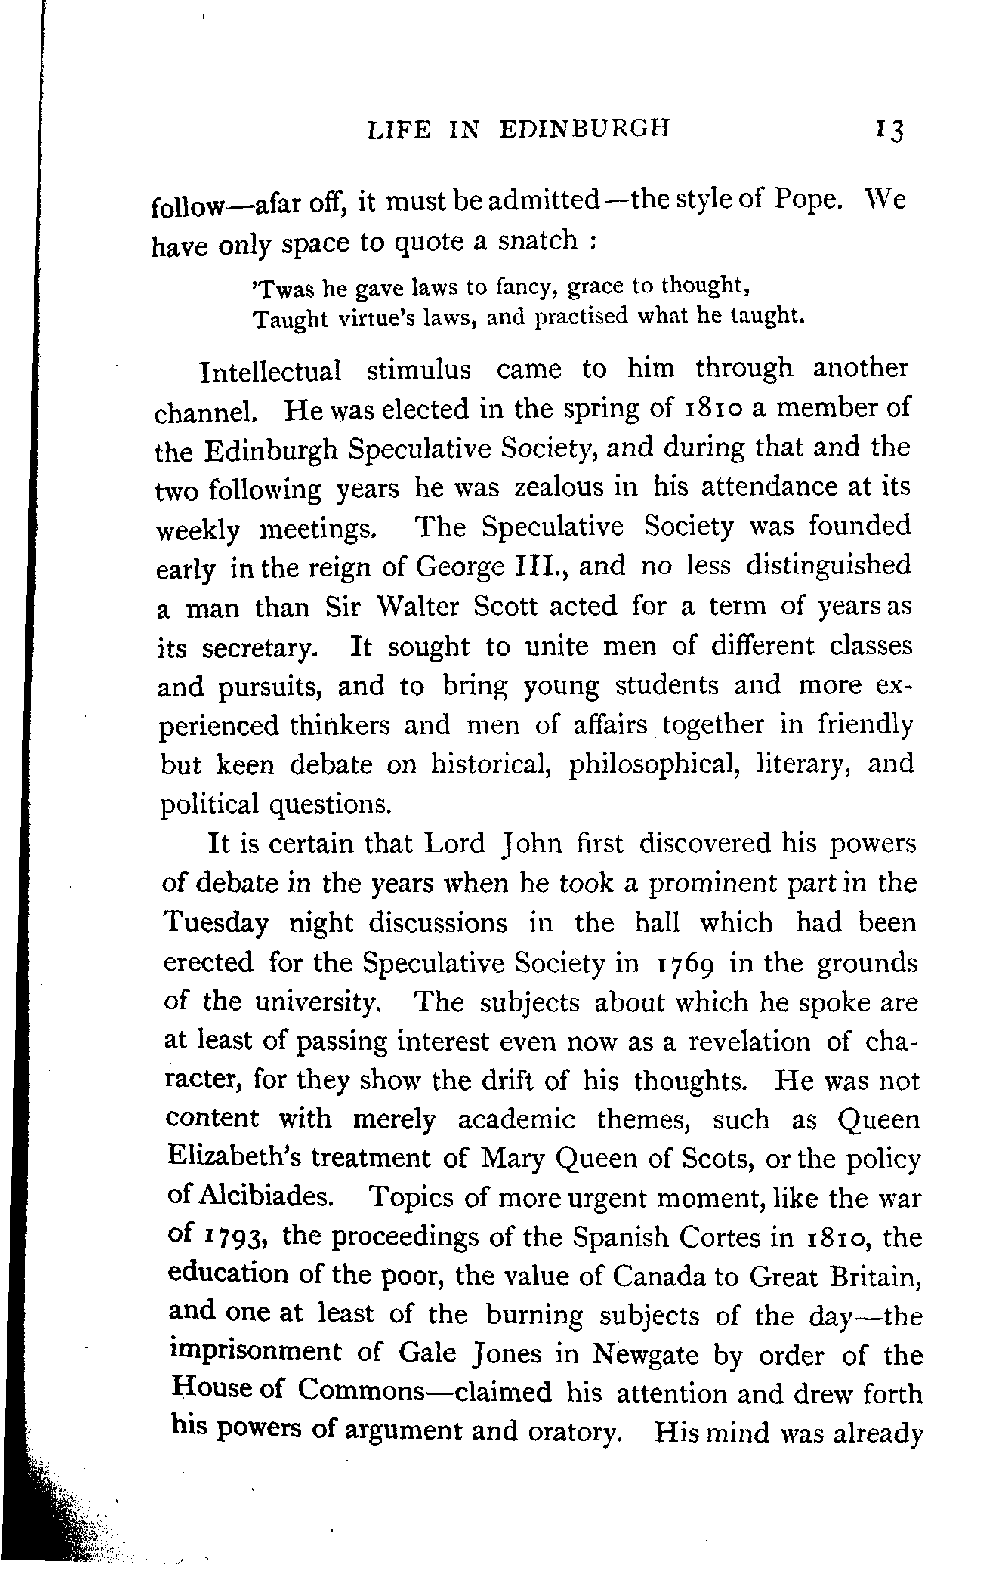 LIFE IN EDINBURGH 13
follow—afar off, it must be admitted—the style of Pope. We
have only space to quote a snatch :
'Twas he gave laws to fancy, grace to thought,
Taught virtue's laws, and practised what he taught.
Intellectual stimulus came to him through another
channel. He was elected in the spring of 1810 a member of
the Edinburgh Speculative Society, and during that and the
two following years he was zealous in his attendance at its
weekly meetings. The Speculative Society was founded
early in the reign of George III., and no less distinguished
a man than Sir Walter Scott acted for a term of years as
its secretary. It sought to unite men of different classes
and pursuits, and to bring young students and more ex-
perienced thinkers and men of affairs together in friendly
but keen debate on historical, philosophical, literary, and
political questions.
It is certain that Lord John first discovered his powers
of debate in the years when he took a prominent part in the
Tuesday night discussions in the hall which had been
erected for the Speculative Society in 1769 in the grounds
of the university. The subjects about which he spoke are
at least of passing interest even now as a revelation of cha-
racter, for they show the drift of his thoughts. He was not
content with merely academic themes, such as Queen
Elizabeth's treatment of Mary Queen of Scots, or the policy
of Alcibiades. Topics of more urgent moment, like the war
of 1793, the proceedings of the Spanish Cortes in 1810, the
education of the poor, the value of Canada to Great Britain,
and one at least of the burning subjects of the day—the
imprisonment of Gale Jones in Newgate by order of the
House of Commons—claimed his attention and drew forth
his powers of argument and oratory. His mind was already